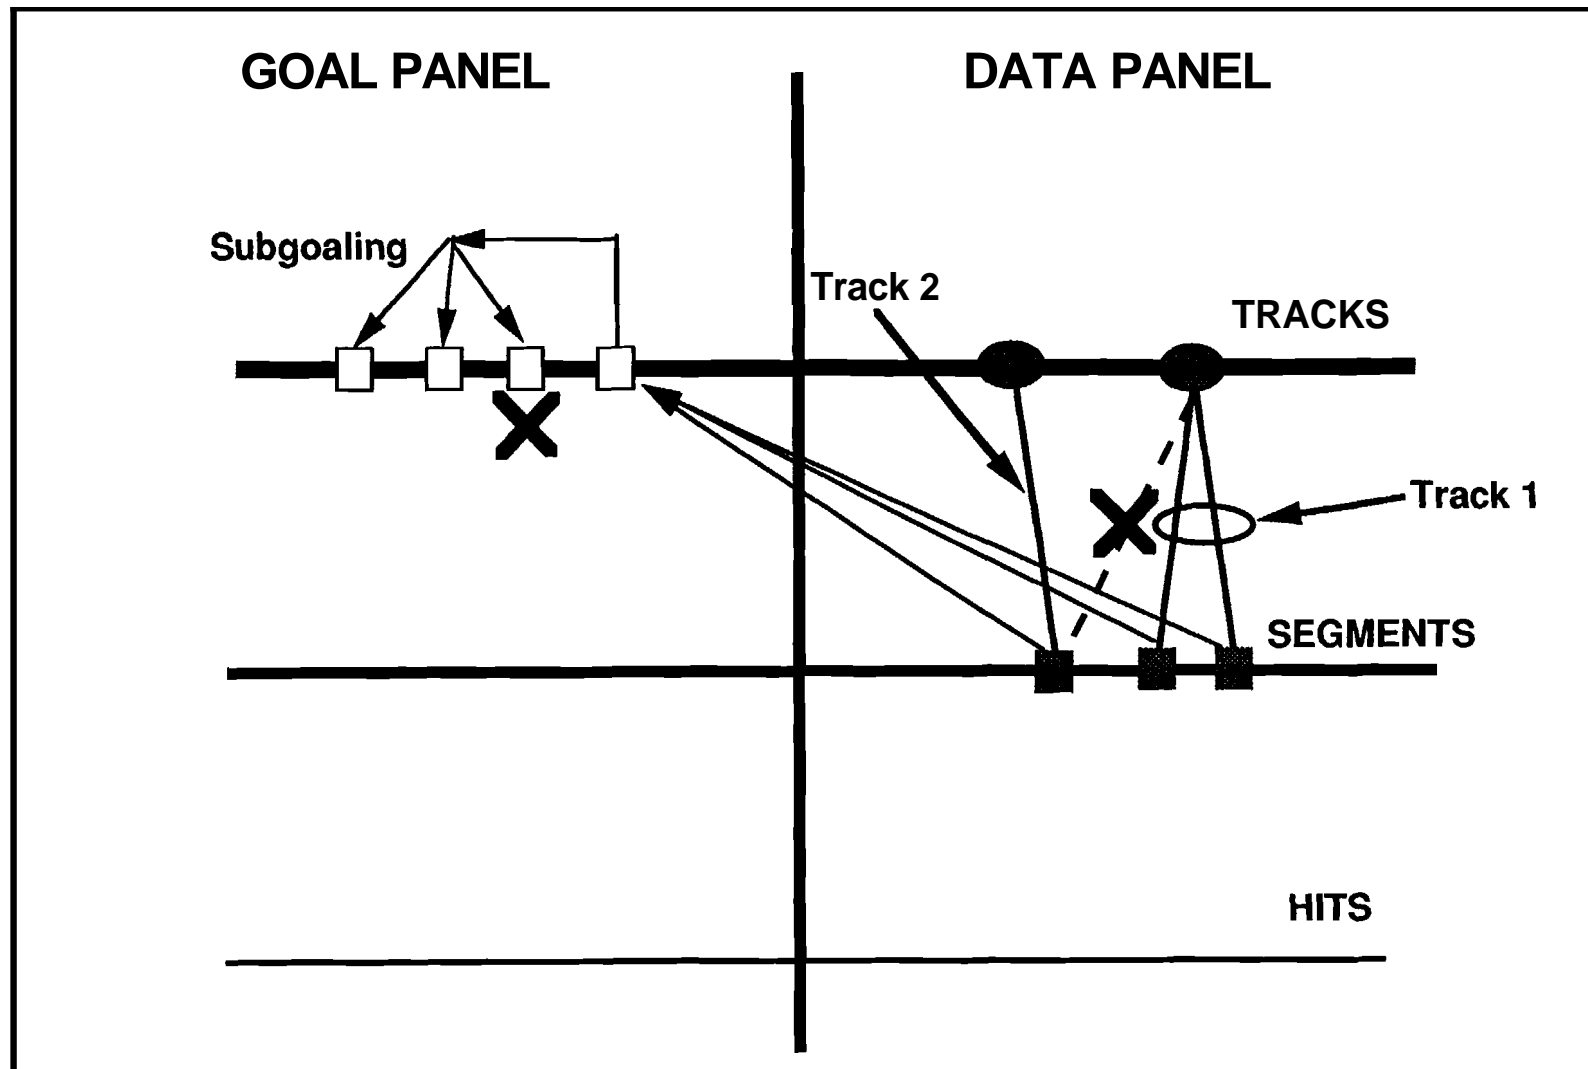 GOAL PANEL
DATA PANEL
Subgoaling
Track 2
TRACKS
Track 1
SEGMENTS
HITS